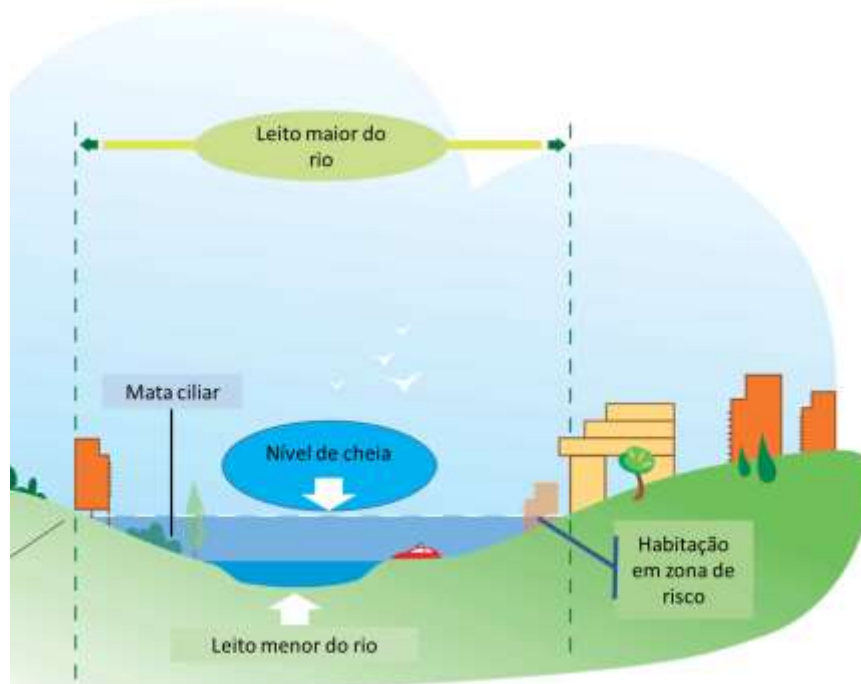 Leito maior do
rio
Mata ciliar
Nível de cheia
Habitação
em zona de
risco
Leito menor do rio